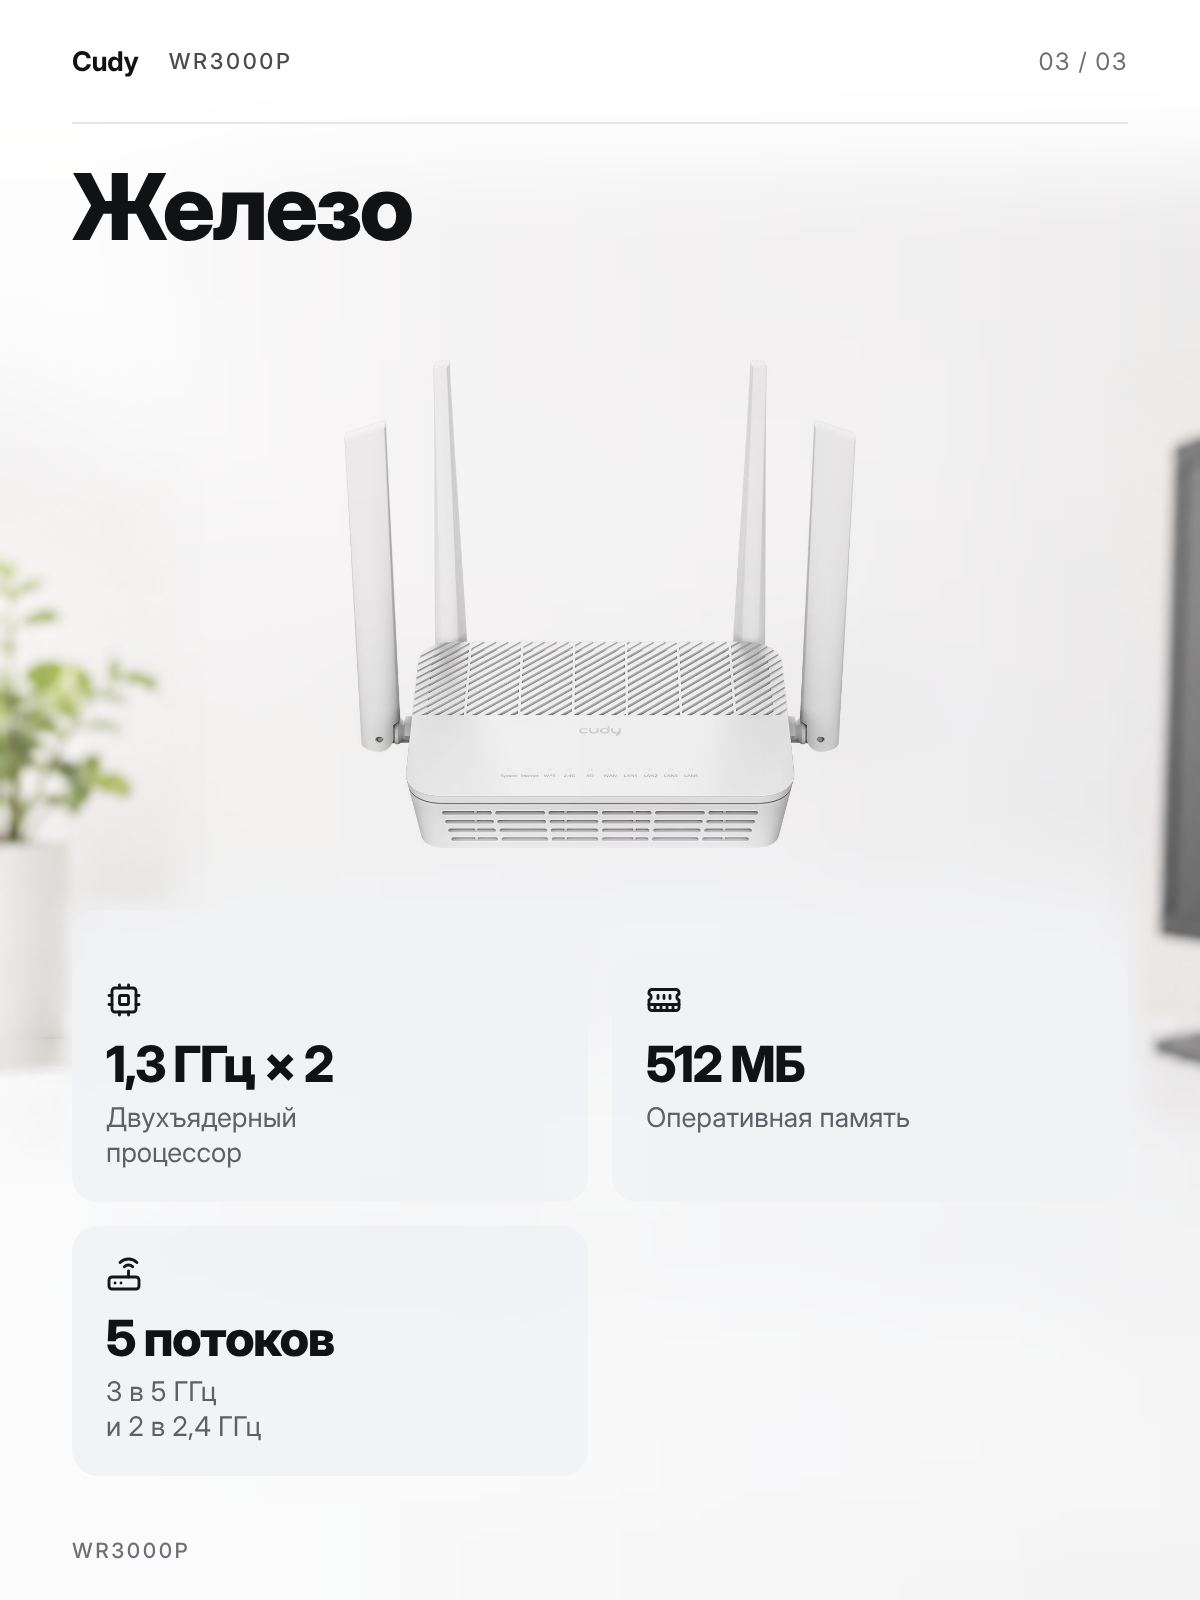 Cudy WR3000P 03 / 03
Железо
cudy
1,3 ГГц × 2
Двухъядерный
процессор
512 МБ
Оперативная память
5 потоков
3 в 5 ГГц
и 2 в 2,4 ГГц
WR3000P